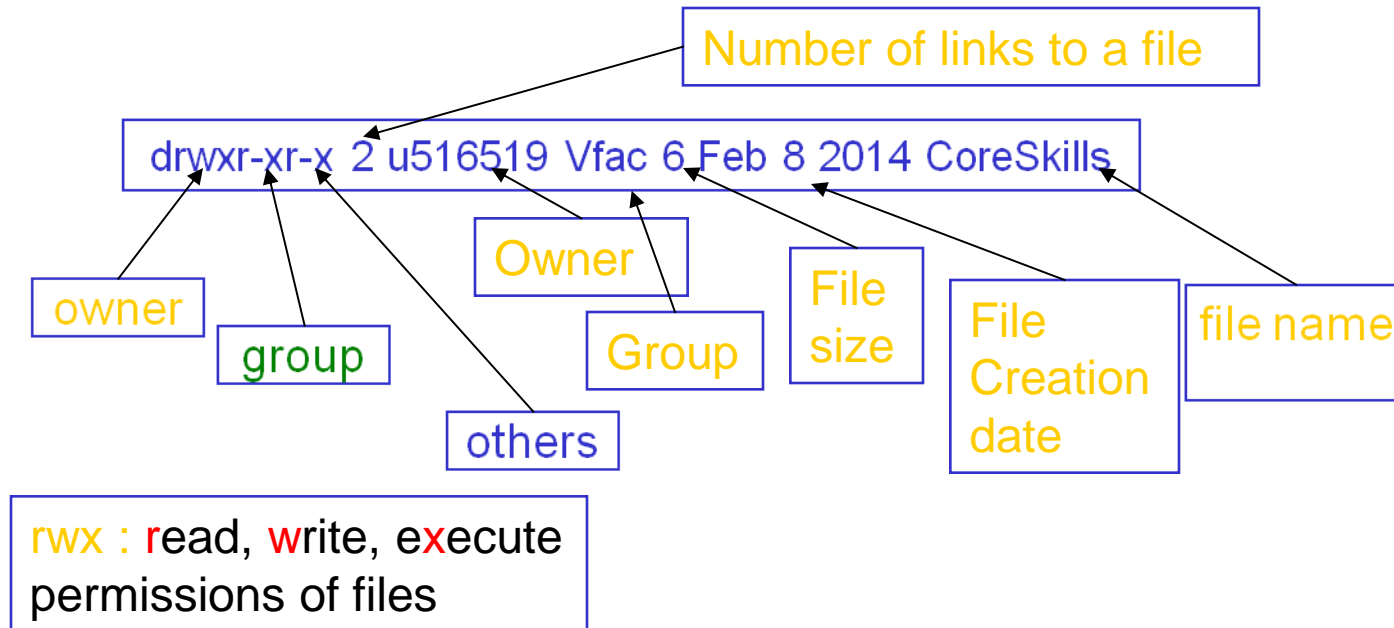 Number of links to a file
drwxr-xr-x 2 u516519 Vfac 6 Feb 8 2014 CoreSkills
owner
group
others
Owner
Group
File
size
File
Creation
date
file name
rwx : read, write, execute
permissions of files